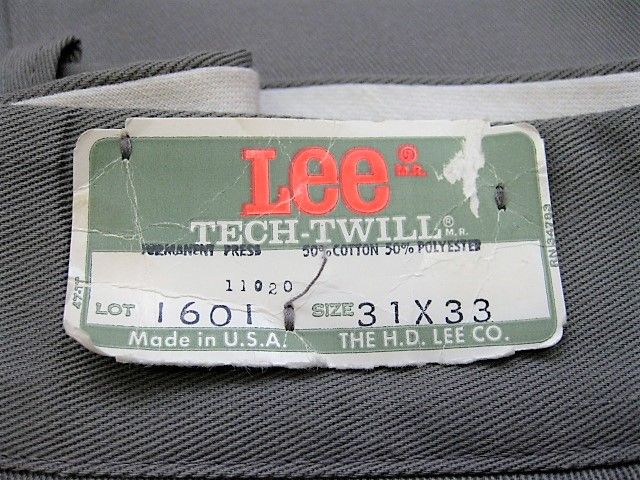 Lee® M.R.
TECH-TWILL® M.R.
PERMANENT PRESS 50% COTTON 50% POLYESTER
11020
LOT 1601 SIZE 31X33
Made in U.S.A. THE H.D. LEE CO.